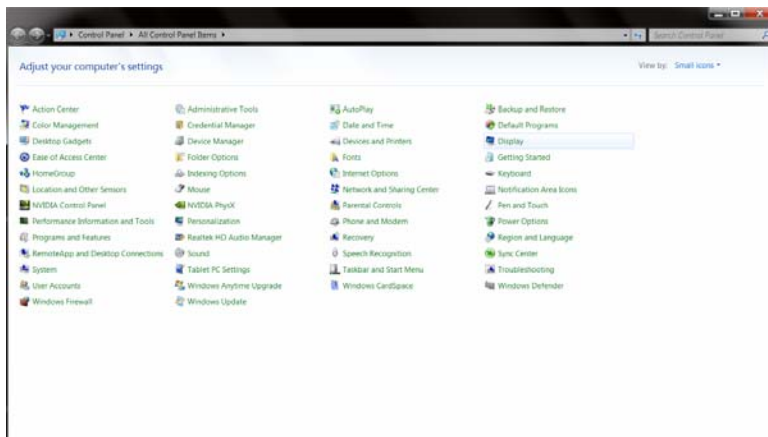 Control Panel ▸ All Control Panel Items ▸ Search Control Panel
Adjust your computer's settings View by: Small icons
Action Center Administrative Tools AutoPlay Backup and Restore
Color Management Credential Manager Date and Time Default Programs
Desktop Gadgets Device Manager Devices and Printers Display
Ease of Access Center Folder Options Fonts Getting Started
HomeGroup Indexing Options Internet Options Keyboard
Location and Other Sensors Mouse Network and Sharing Center Notification Area Icons
NVIDIA Control Panel NVIDIA PhysX Parental Controls Pen and Touch
Performance Information and Tools Personalization Phone and Modem Power Options
Programs and Features Realtek HD Audio Manager Recovery Region and Language
RemoteApp and Desktop Connections Sound Speech Recognition Sync Center
System Tablet PC Settings Taskbar and Start Menu Troubleshooting
User Accounts Windows Anytime Upgrade Windows CardSpace Windows Defender
Windows Firewall Windows Update